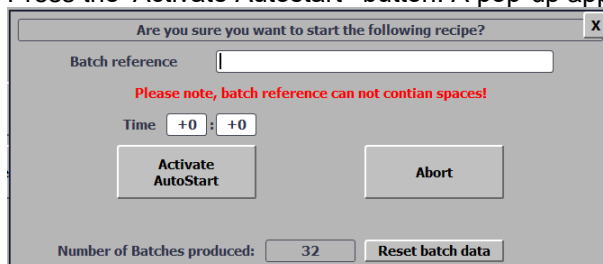 Press the "Activate Autostart" button. A pop-up app
Are you sure you want to start the following recipe? X
Batch reference
Please note, batch reference can not contian spaces!
Time +0 : +0
Activate AutoStart Abort
Number of Batches produced: 32 Reset batch data